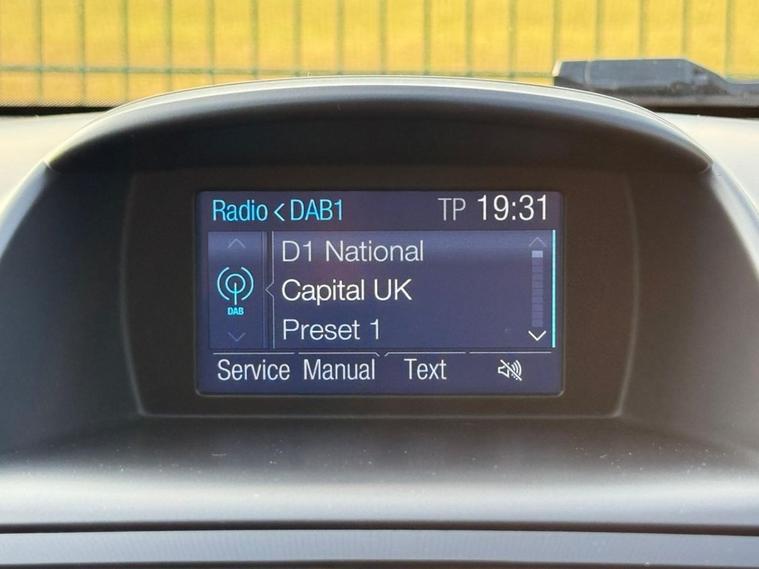 Radio < DAB1 TP 19:31
D1 National
Capital UK
DAB
Preset 1
Service Manual Text